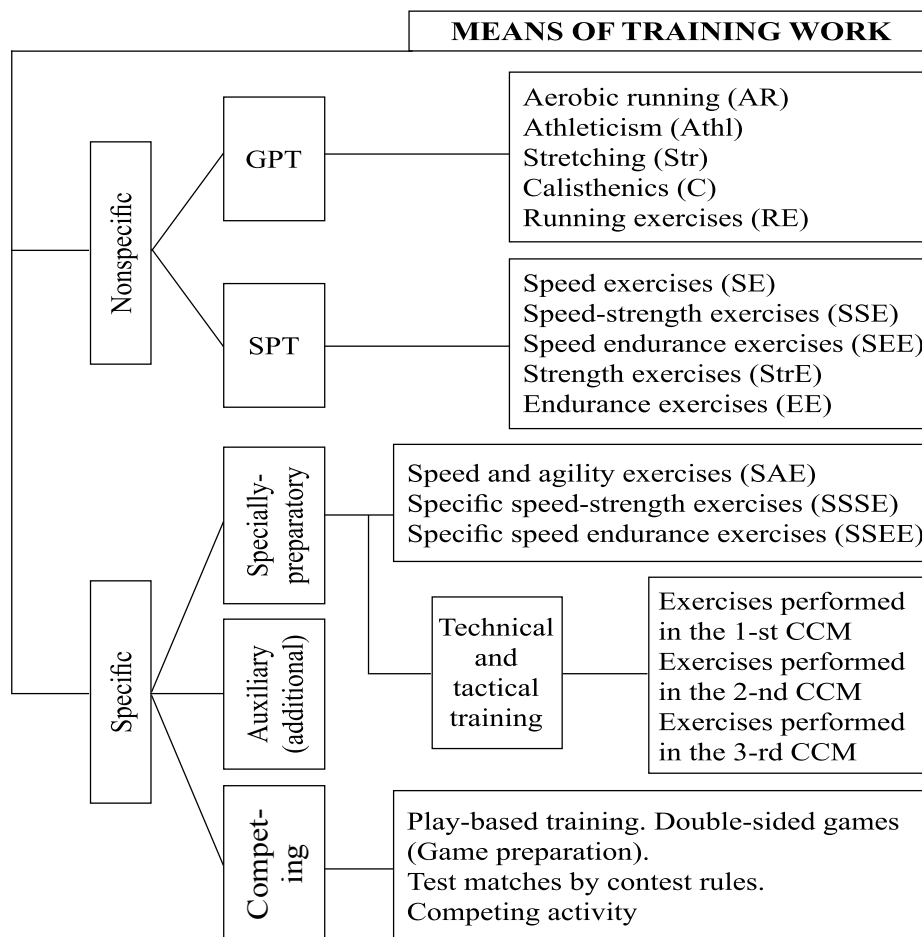 MEANS OF TRAINING WORK
Nonspecific
GPT
Aerobic running (AR)
Athleticism (Athl)
Stretching (Str)
Calisthenics (C)
Running exercises (RE)
SPT
Speed exercises (SE)
Speed-strength exercises (SSE)
Speed endurance exercises (SEE)
Strength exercises (StrE)
Endurance exercises (EE)
Specific
Specially-
preparatory
Speed and agility exercises (SAE)
Specific speed-strength exercises (SSSE)
Specific speed endurance exercises (SSEE)
Technical
and
tactical
training
Exercises performed
in the 1-st CCM
Exercises performed
in the 2-nd CCM
Exercises performed
in the 3-rd CCM
Auxiliary
(additional)
Compet-
ing
Play-based training. Double-sided games
(Game preparation).
Test matches by contest rules.
Competing activity